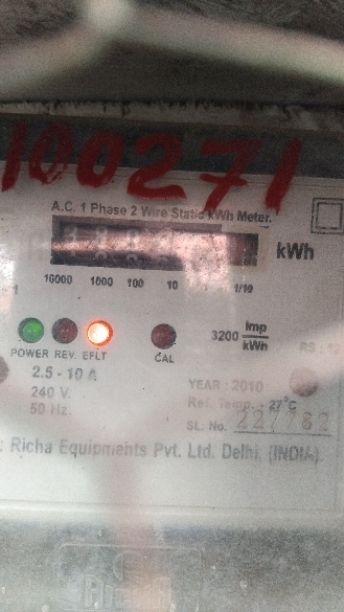 100271
A.C. 1 Phase 2 Wire Static kWh Meter.
kWh
10000 1000 100 10 1 1/10
3200 Imp/kWh
POWER REV. EFLT CAL
2.5 - 10 A
240 V.
50 Hz.
YEAR : 2010
Ref. Temp. - 27°C
SL: No. 227782
: Richa Equipments Pvt. Ltd. Delhi, (INDIA)